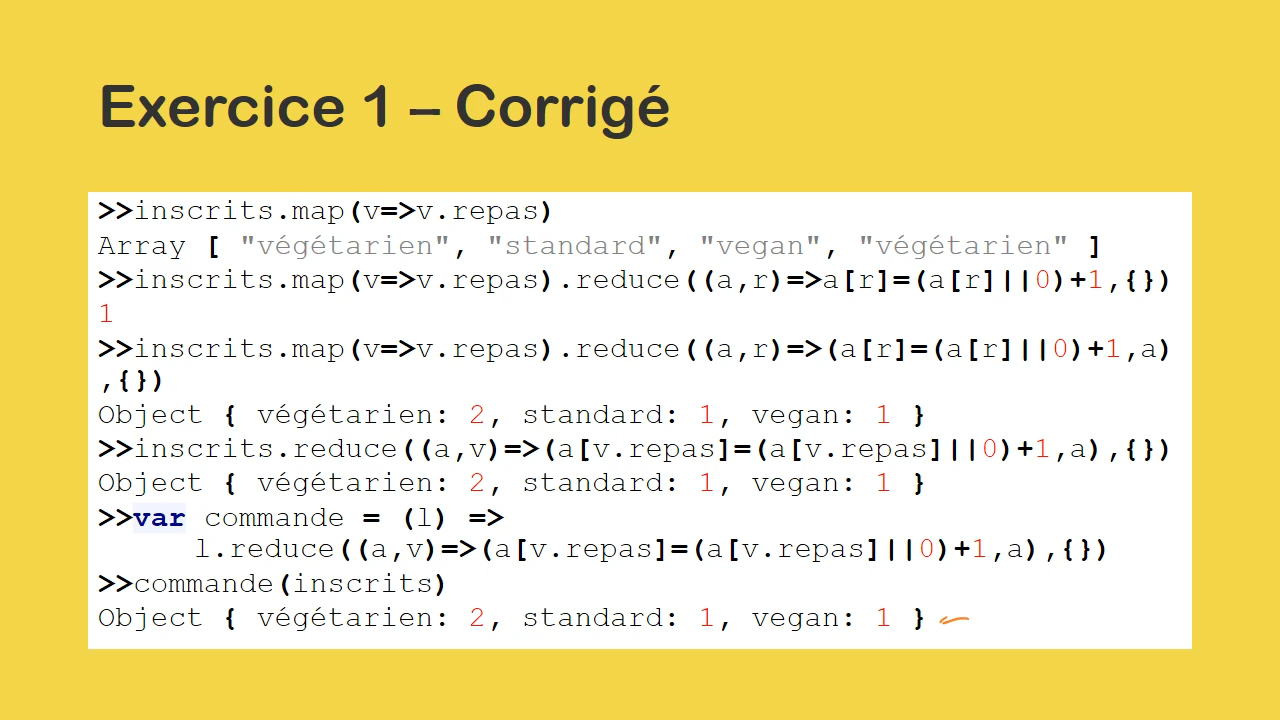 Exercice 1 – Corrigé
>>inscrits.map(v=>v.repas)
Array [ "végétarien", "standard", "vegan", "végétarien" ]
>>inscrits.map(v=>v.repas).reduce((a,r)=>a[r]=(a[r]||0)+1,{})
1
>>inscrits.map(v=>v.repas).reduce((a,r)=>(a[r]=(a[r]||0)+1,a)
,{})
Object { végétarien: 2, standard: 1, vegan: 1 }
>>inscrits.reduce((a,v)=>(a[v.repas]=(a[v.repas]||0)+1,a),{})
Object { végétarien: 2, standard: 1, vegan: 1 }
>>var commande = (l) =>
l.reduce((a,v)=>(a[v.repas]=(a[v.repas]||0)+1,a),{})
>>commande(inscrits)
Object { végétarien: 2, standard: 1, vegan: 1 }